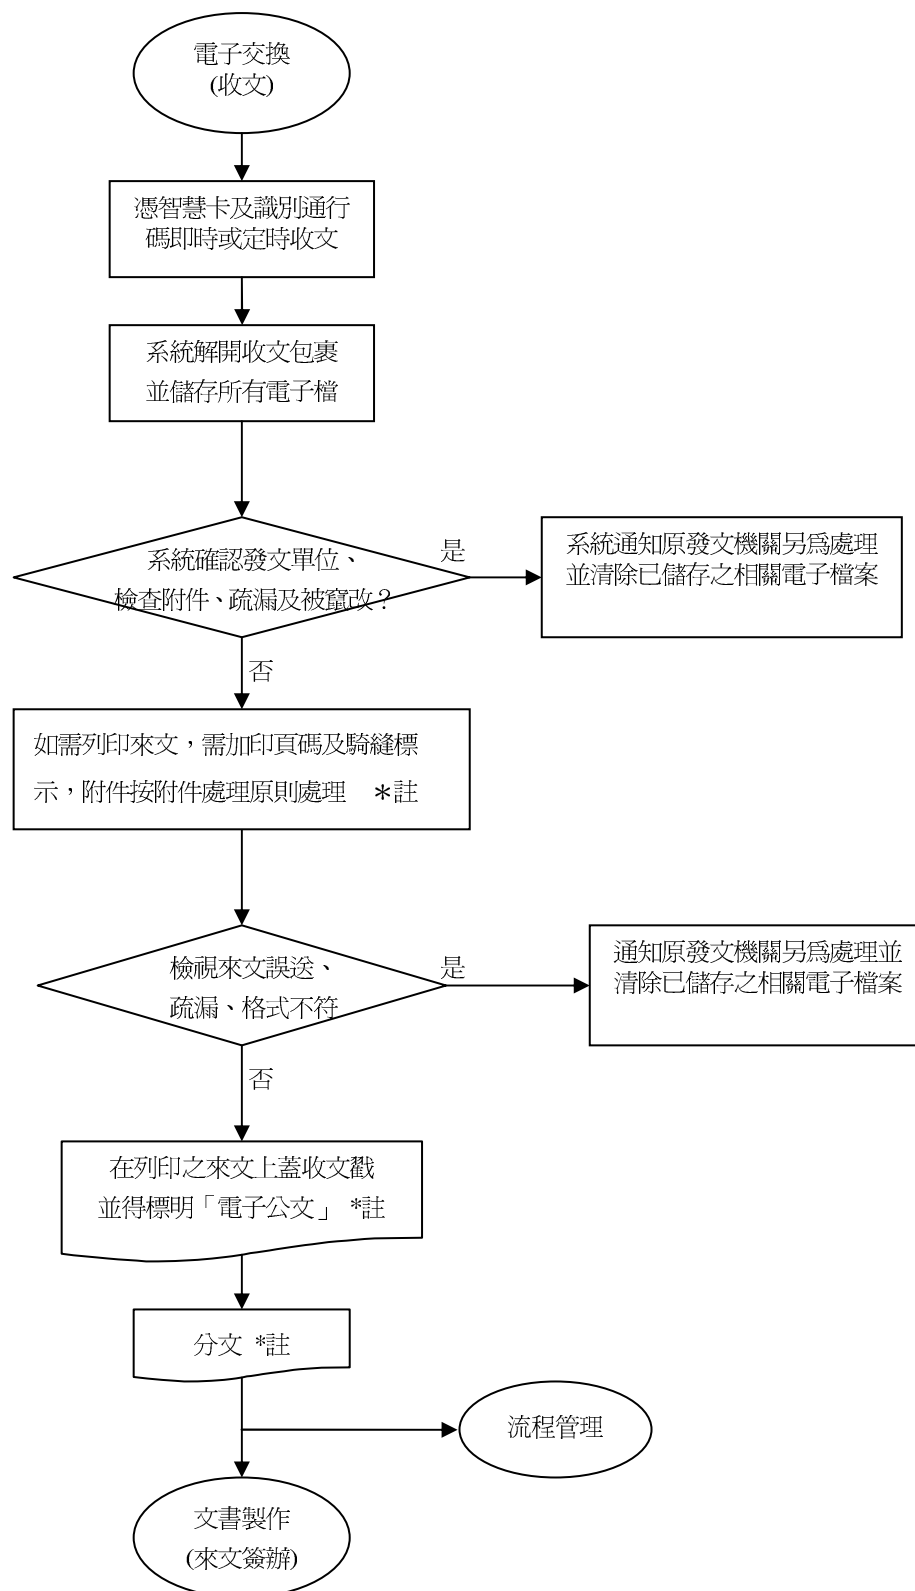 電子交換
(收文)
憑智慧卡及識別通行
碼即時或定時收文
系統解開收文包裹
並儲存所有電子檔
系統確認發文單位、
檢查附件、疏漏及被竄改？
是
系統通知原發文機關另為處理
並清除已儲存之相關電子檔案
否
如需列印來文，需加印頁碼及騎縫標
示，附件按附件處理原則處理　＊註
檢視來文誤送、
疏漏、格式不符
是
通知原發文機關另為處理並
清除已儲存之相關電子檔案
否
在列印之來文上蓋收文戳
並得標明「電子公文」 *註
分文 *註
流程管理
文書製作
(來文簽辦)